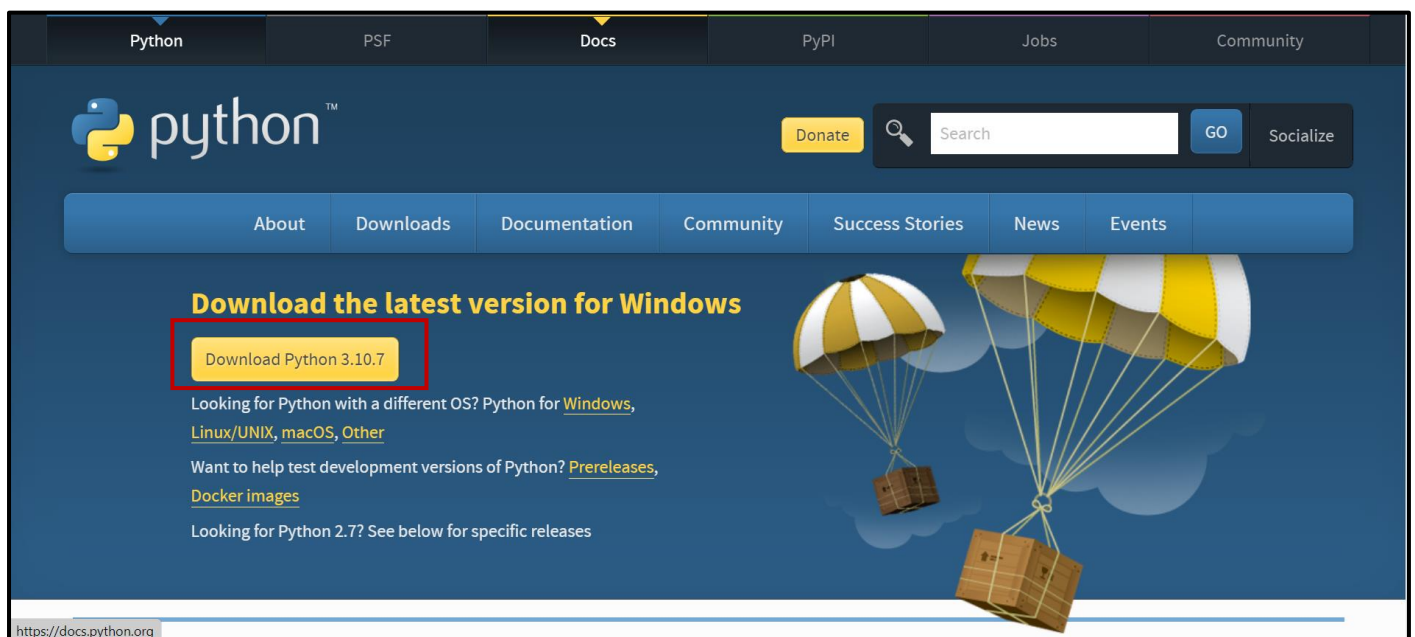 Python PSF Docs PyPI Jobs Community
python™
Donate Search GO Socialize
About Downloads Documentation Community Success Stories News Events
Download the latest version for Windows
Download Python 3.10.7
Looking for Python with a different OS? Python for Windows,
Linux/UNIX, macOS, Other
Want to help test development versions of Python? Prereleases,
Docker images
Looking for Python 2.7? See below for specific releases
https://docs.python.org